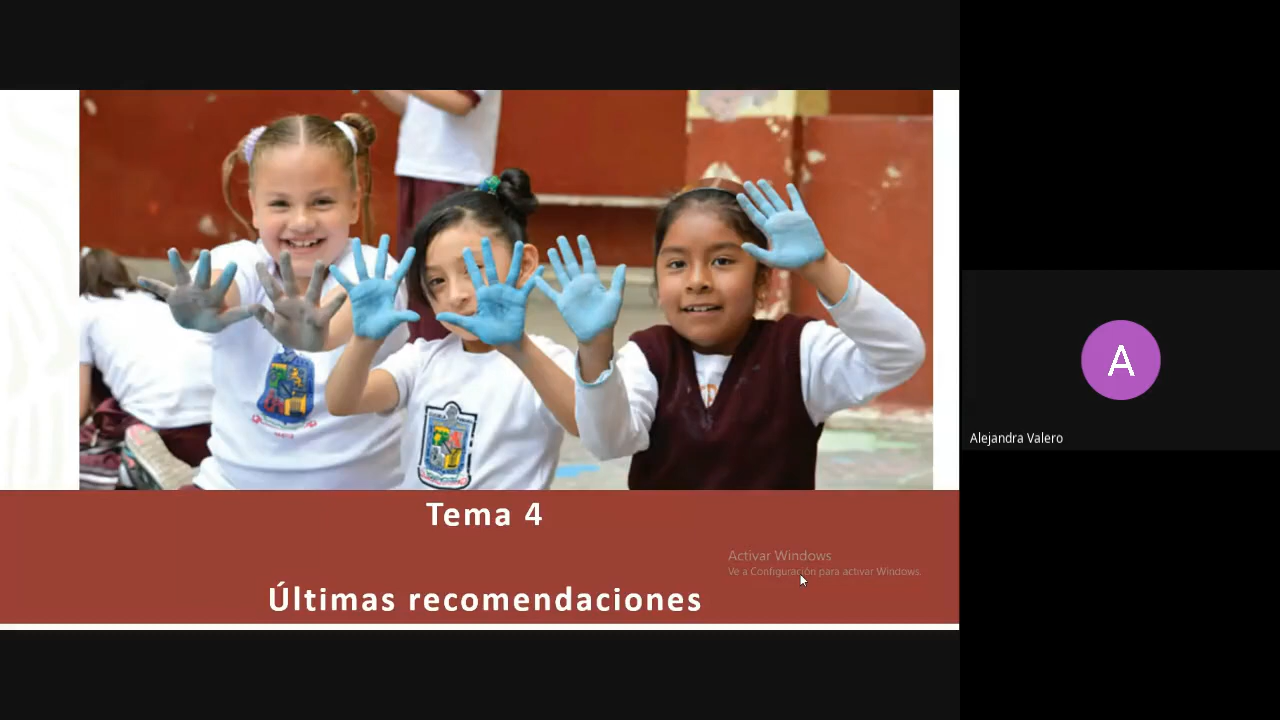 Tema 4
Activar Windows
Ve a Configuración para activar Windows.
Últimas recomendaciones
A
Alejandra Valero